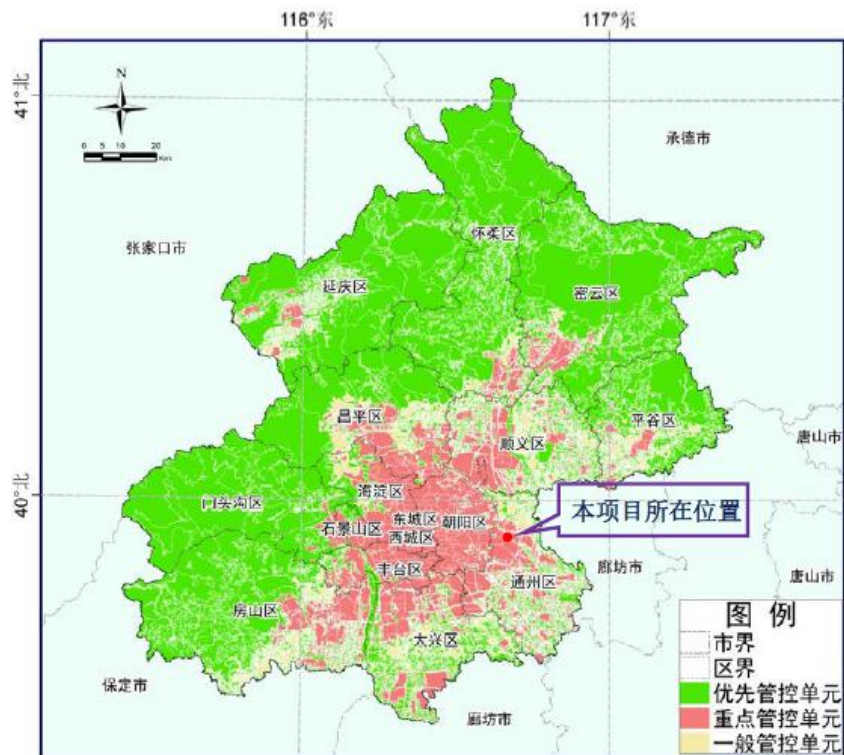 116°东
117°东
41°北
N
0 5 10 20
Km
承德市
张家口市
怀柔区
延庆区
密云区
昌平区
平谷区
顺义区
唐山市
40°北
海淀区
门头沟区
本项目所在位置
东城区
朝阳区
石景山区
西城区
丰台区
通州区
廊坊市
唐山市
房山区
大兴区
图 例
市界
区界
优先管控单元
重点管控单元
一般管控单元
保定市
廊坊市